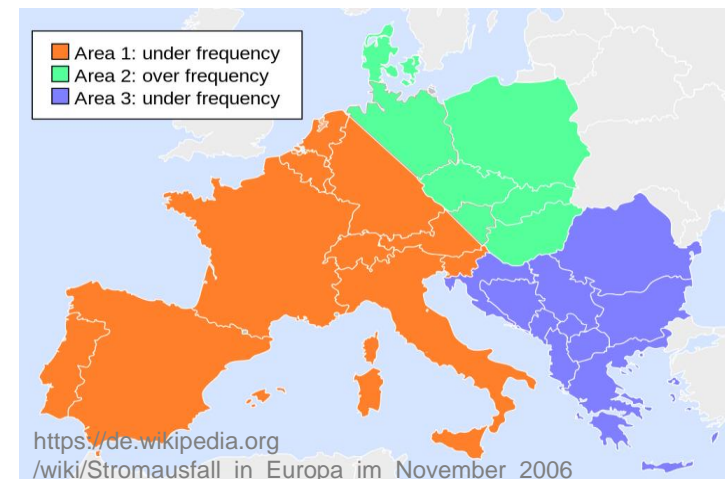 Area 1: under frequency
Area 2: over frequency
Area 3: under frequency
https://de.wikipedia.org
/wiki/Stromausfall_in_Europa_im_November_2006